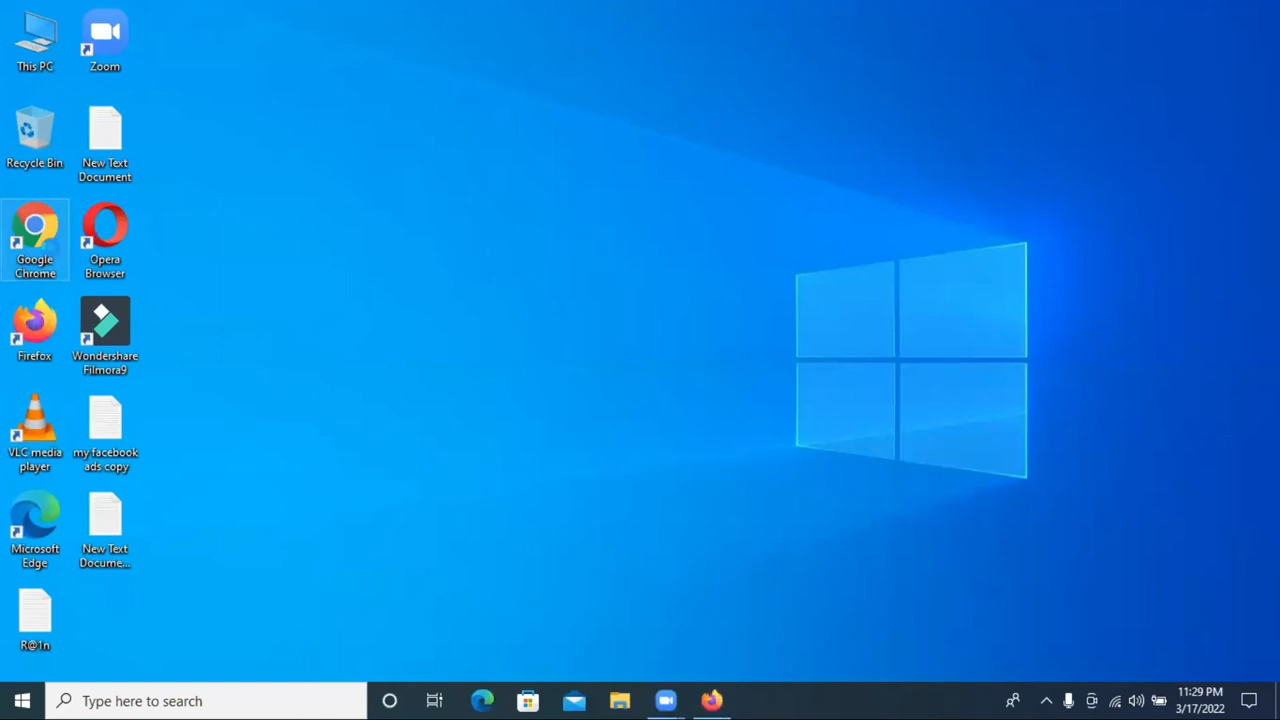 This PC
Zoom
Recycle Bin
New Text
Document
Google
Chrome
Opera
Browser
Firefox
Wondershare
Filmora9
VLC media
player
my facebook
ads copy
Microsoft
Edge
New Text
Docume...
R@1n
Type here to search
11:29 PM
3/17/2022